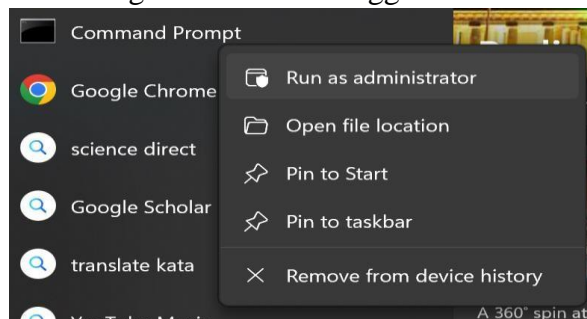 Command Prompt
Google Chrome
science direct
Google Scholar
translate kata
Run as administrator
Open file location
Pin to Start
Pin to taskbar
Remove from device history
A 360° spin at